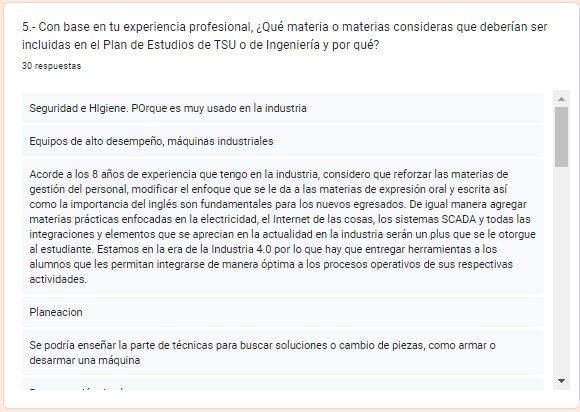 5.- Con base en tu experiencia profesional, ¿Qué materia o materias consideras que deberían ser
incluidas en el Plan de Estudios de TSU o de Ingeniería y por qué?
30 respuestas
Seguridad e HIgiene. POrque es muy usado en la industria
Equipos de alto desempeño, máquinas industriales
Acorde a los 8 años de experiencia que tengo en la industria, considero que reforzar las materias de
gestión del personal, modificar el enfoque que se le da a las materias de expresión oral y escrita así
como la importancia del inglés son fundamentales para los nuevos egresados. De igual manera agregar
materias prácticas enfocadas en la electricidad, el Internet de las cosas, los sistemas SCADA y todas las
integraciones y elementos que se aprecian en la actualidad en la industria serán un plus que se le otorgue
al estudiante. Estamos en la era de la Industria 4.0 por lo que hay que entregar herramientas a los
alumnos que les permitan integrarse de manera óptima a los procesos operativos de sus respectivas
actividades.
Planeacion
Se podría enseñar la parte de técnicas para buscar soluciones o cambio de piezas, como armar o
desarmar una máquina